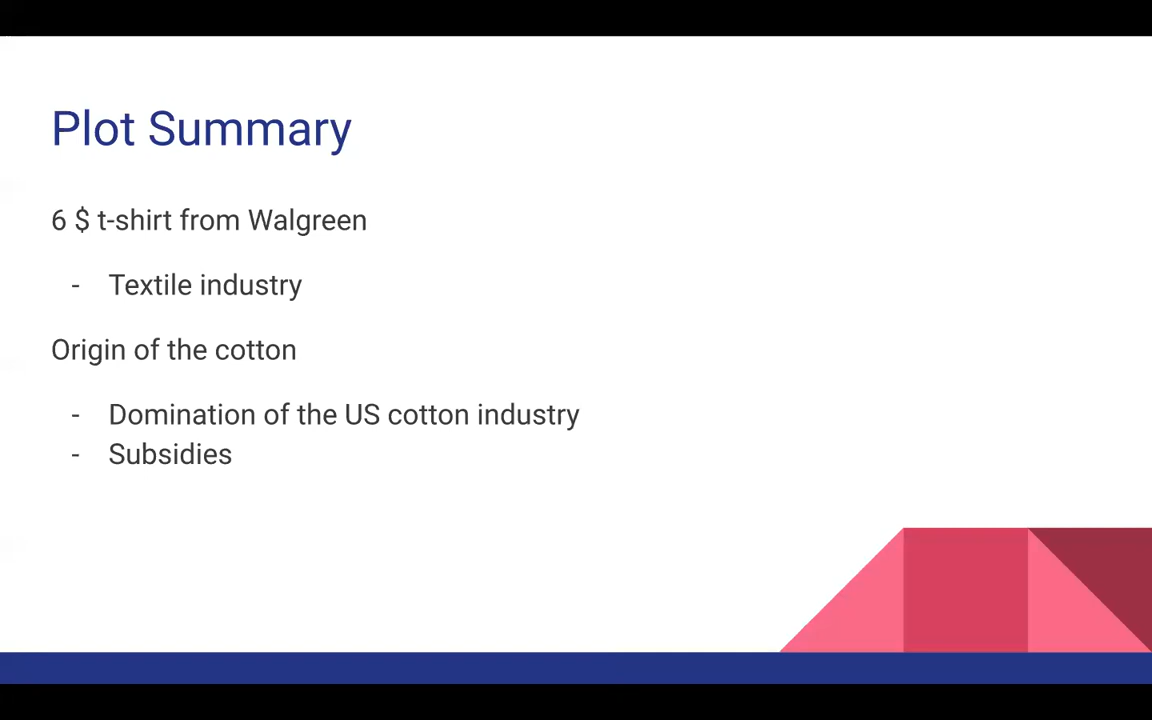 Plot Summary
6 $ t-shirt from Walgreen
- Textile industry
Origin of the cotton
- Domination of the US cotton industry
- Subsidies